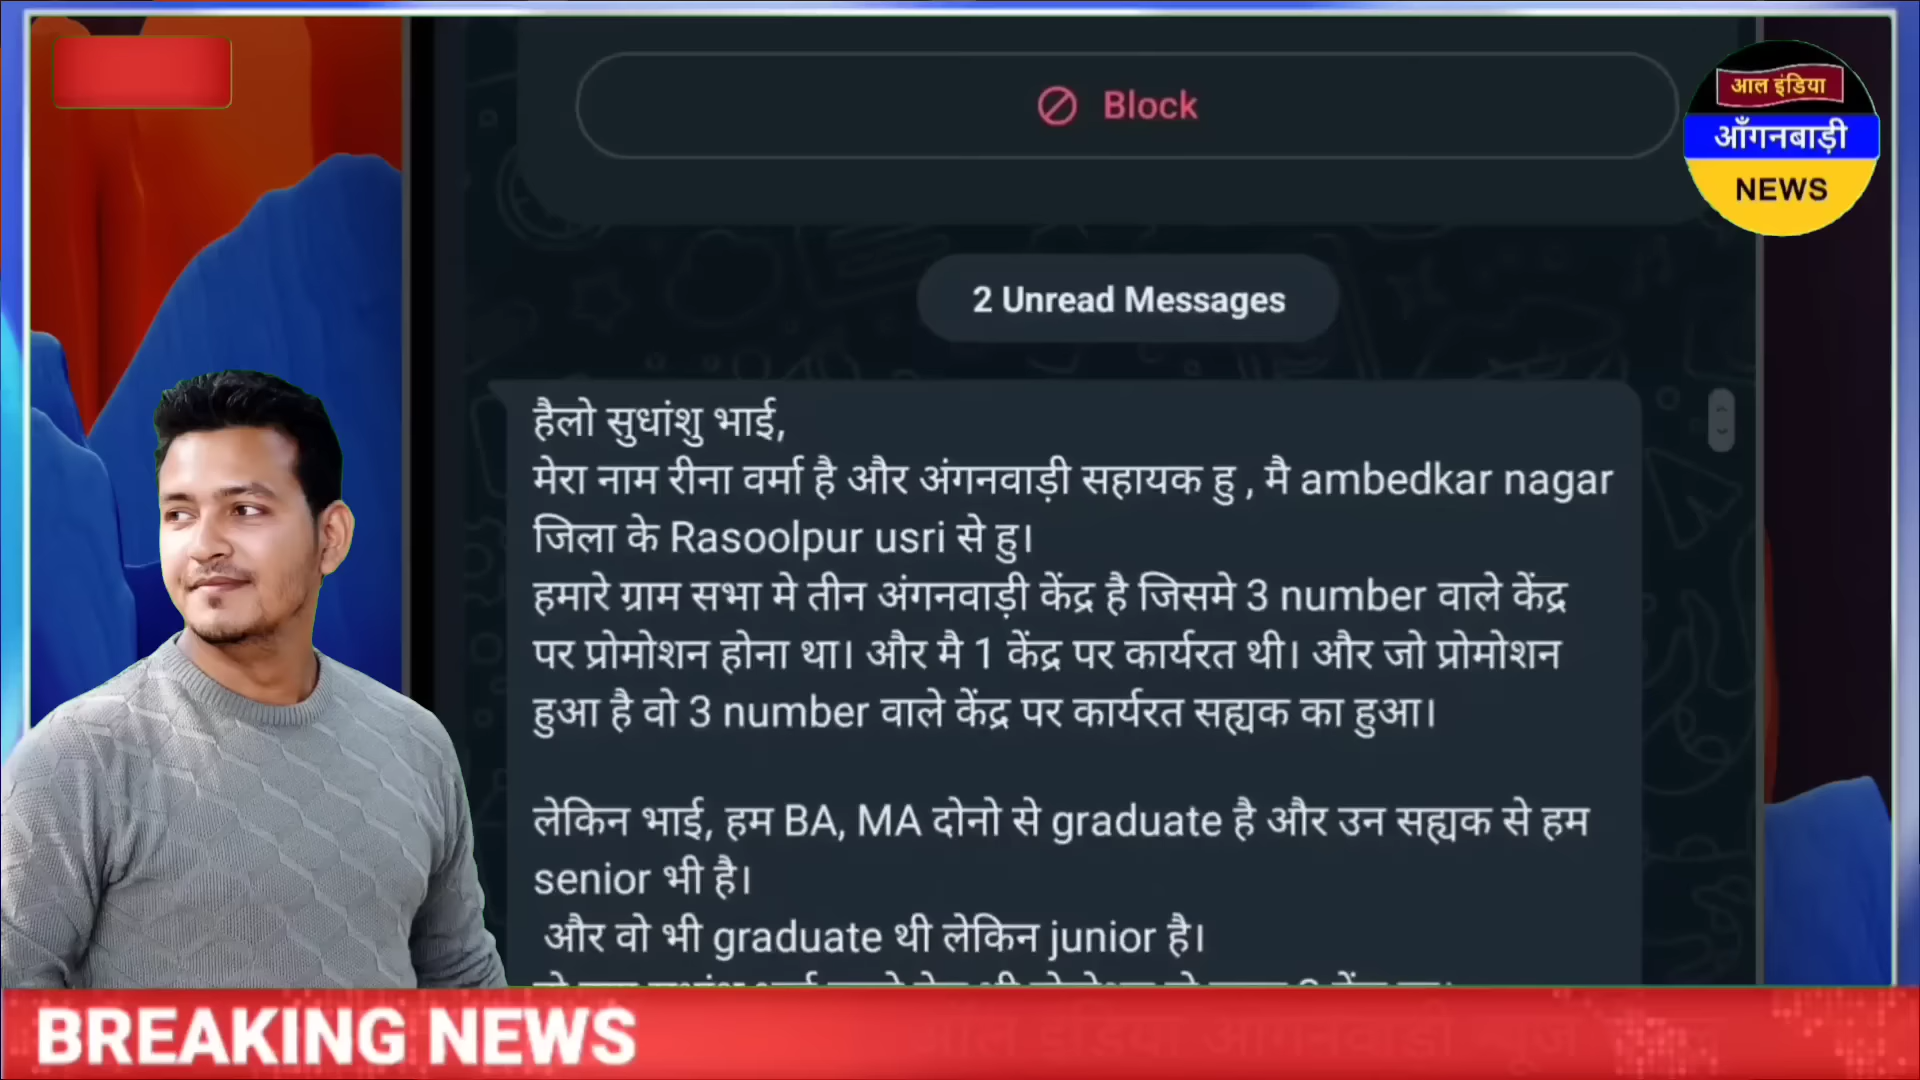 Block
आल इंडिया
आँगनबाड़ी
NEWS
2 Unread Messages
हैलो सुधांशु भाई,
मेरा नाम रीना वर्मा है और अंगनवाड़ी सहायक हु , मै ambedkar nagar
जिला के Rasoolpur usri से हु।
हमारे ग्राम सभा मे तीन अंगनवाड़ी केंद्र है जिसमे 3 number वाले केंद्र
पर प्रोमोशन होना था। और मै 1 केंद्र पर कार्यरत थी। और जो प्रोमोशन
हुआ है वो 3 number वाले केंद्र पर कार्यरत सह्यक का हुआ।
लेकिन भाई, हम BA, MA दोनो से graduate है और उन सह्यक से हम
senior भी है।
और वो भी graduate थी लेकिन junior है।
BREAKING NEWS